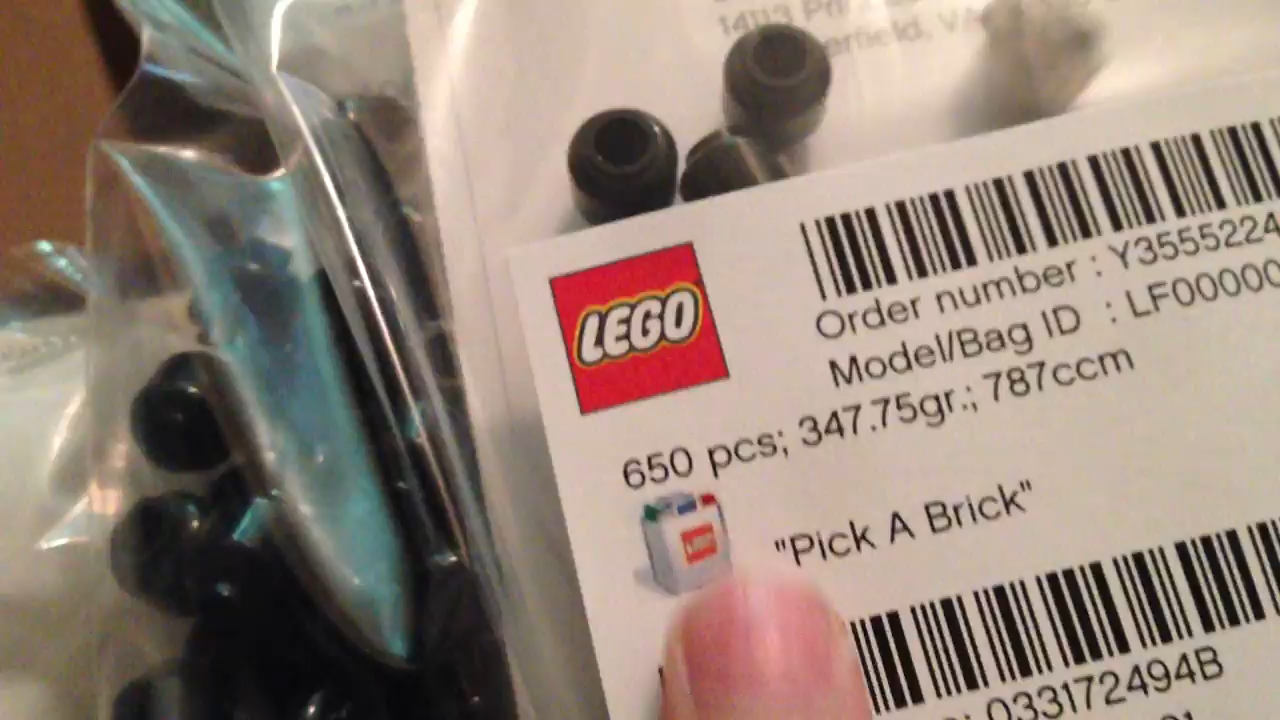 LEGO
Order number : Y3555224
Model/Bag ID : LF00000
650 pcs; 347.75gr.; 787ccm
"Pick A Brick"
033172494B